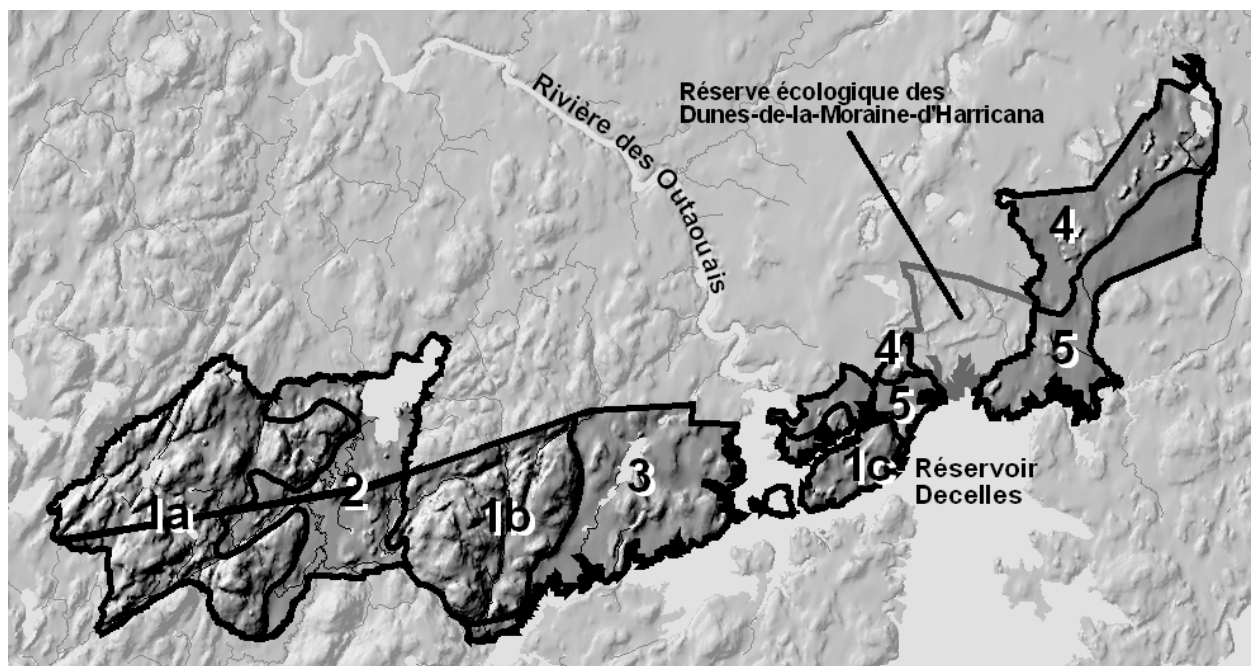 Réserve écologique des
Dunes-de-la-Moraine-d'Harricana
Rivière des Outaouais
4
5
4
5
1c
Réservoir
Decelles
3
1b
2
1a